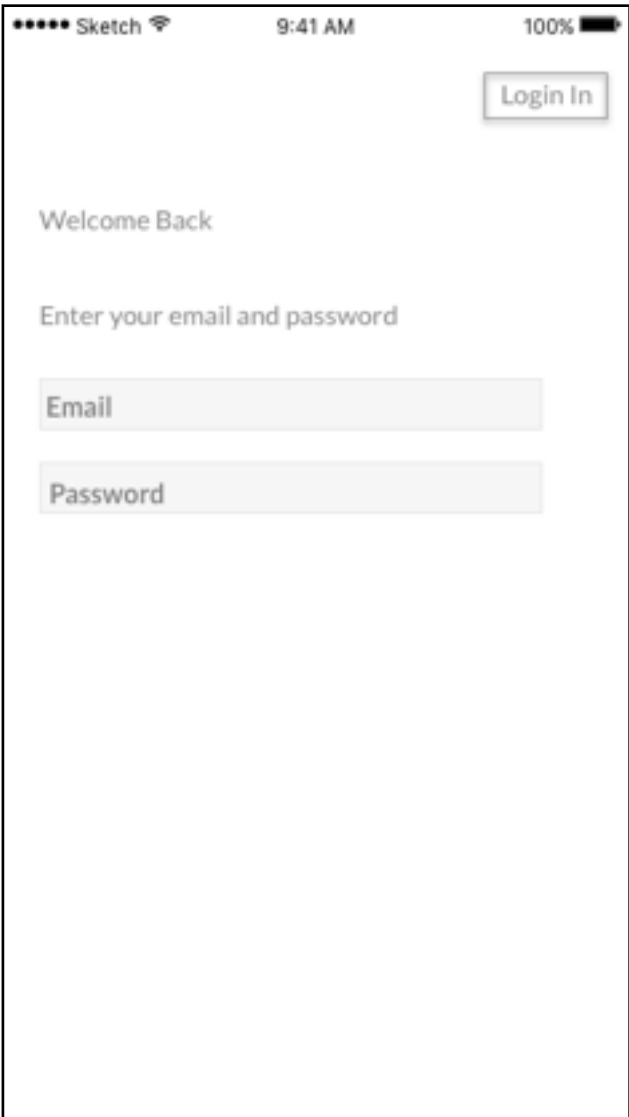 Sketch 9:41 AM 100%
Login In
Welcome Back
Enter your email and password
Email
Password